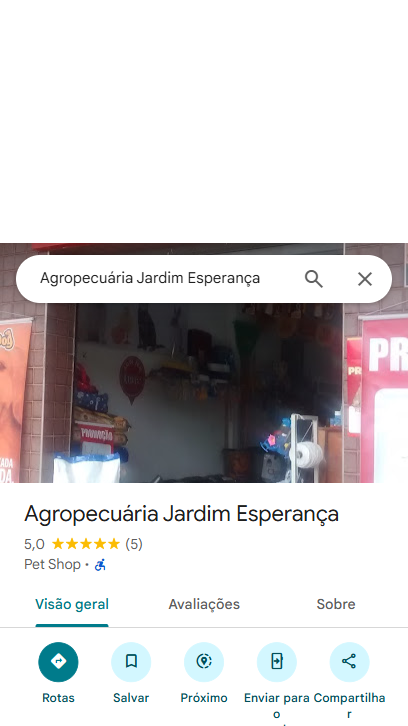 Agropecuária Jardim Esperança
PROMOÇÃO
PR
Agropecuária Jardim Esperança
5,0 (5)
Pet Shop ·
Visão geral Avaliações Sobre
Rotas Salvar Próximo Enviar para o Compartilhar